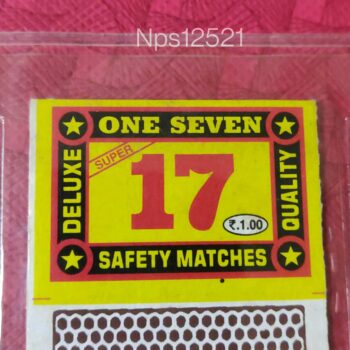 Nps12521
ONE SEVEN
SUPER
DELUXE
17
QUALITY
₹.1.00
SAFETY MATCHES